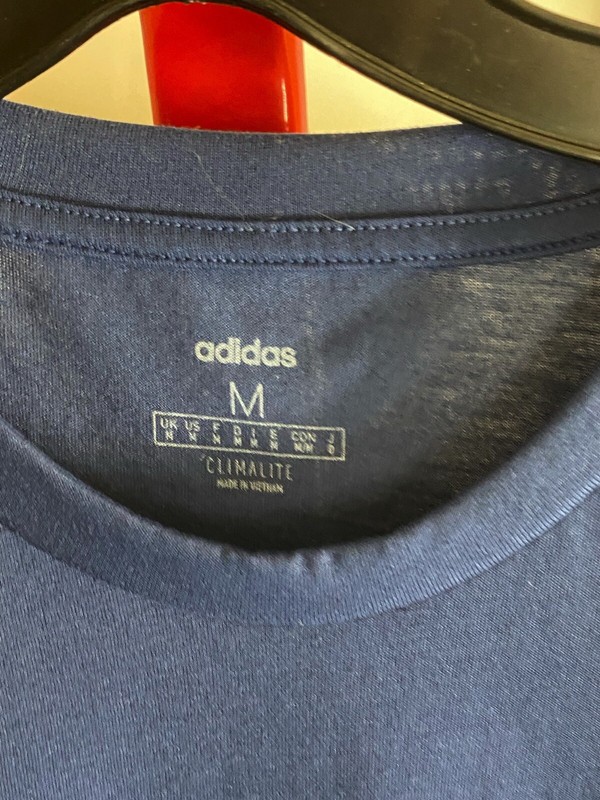 adidas
M
UK US F D I E CON J
M M M M M M M/M O
CLIMALITE
MADE IN VIETNAM